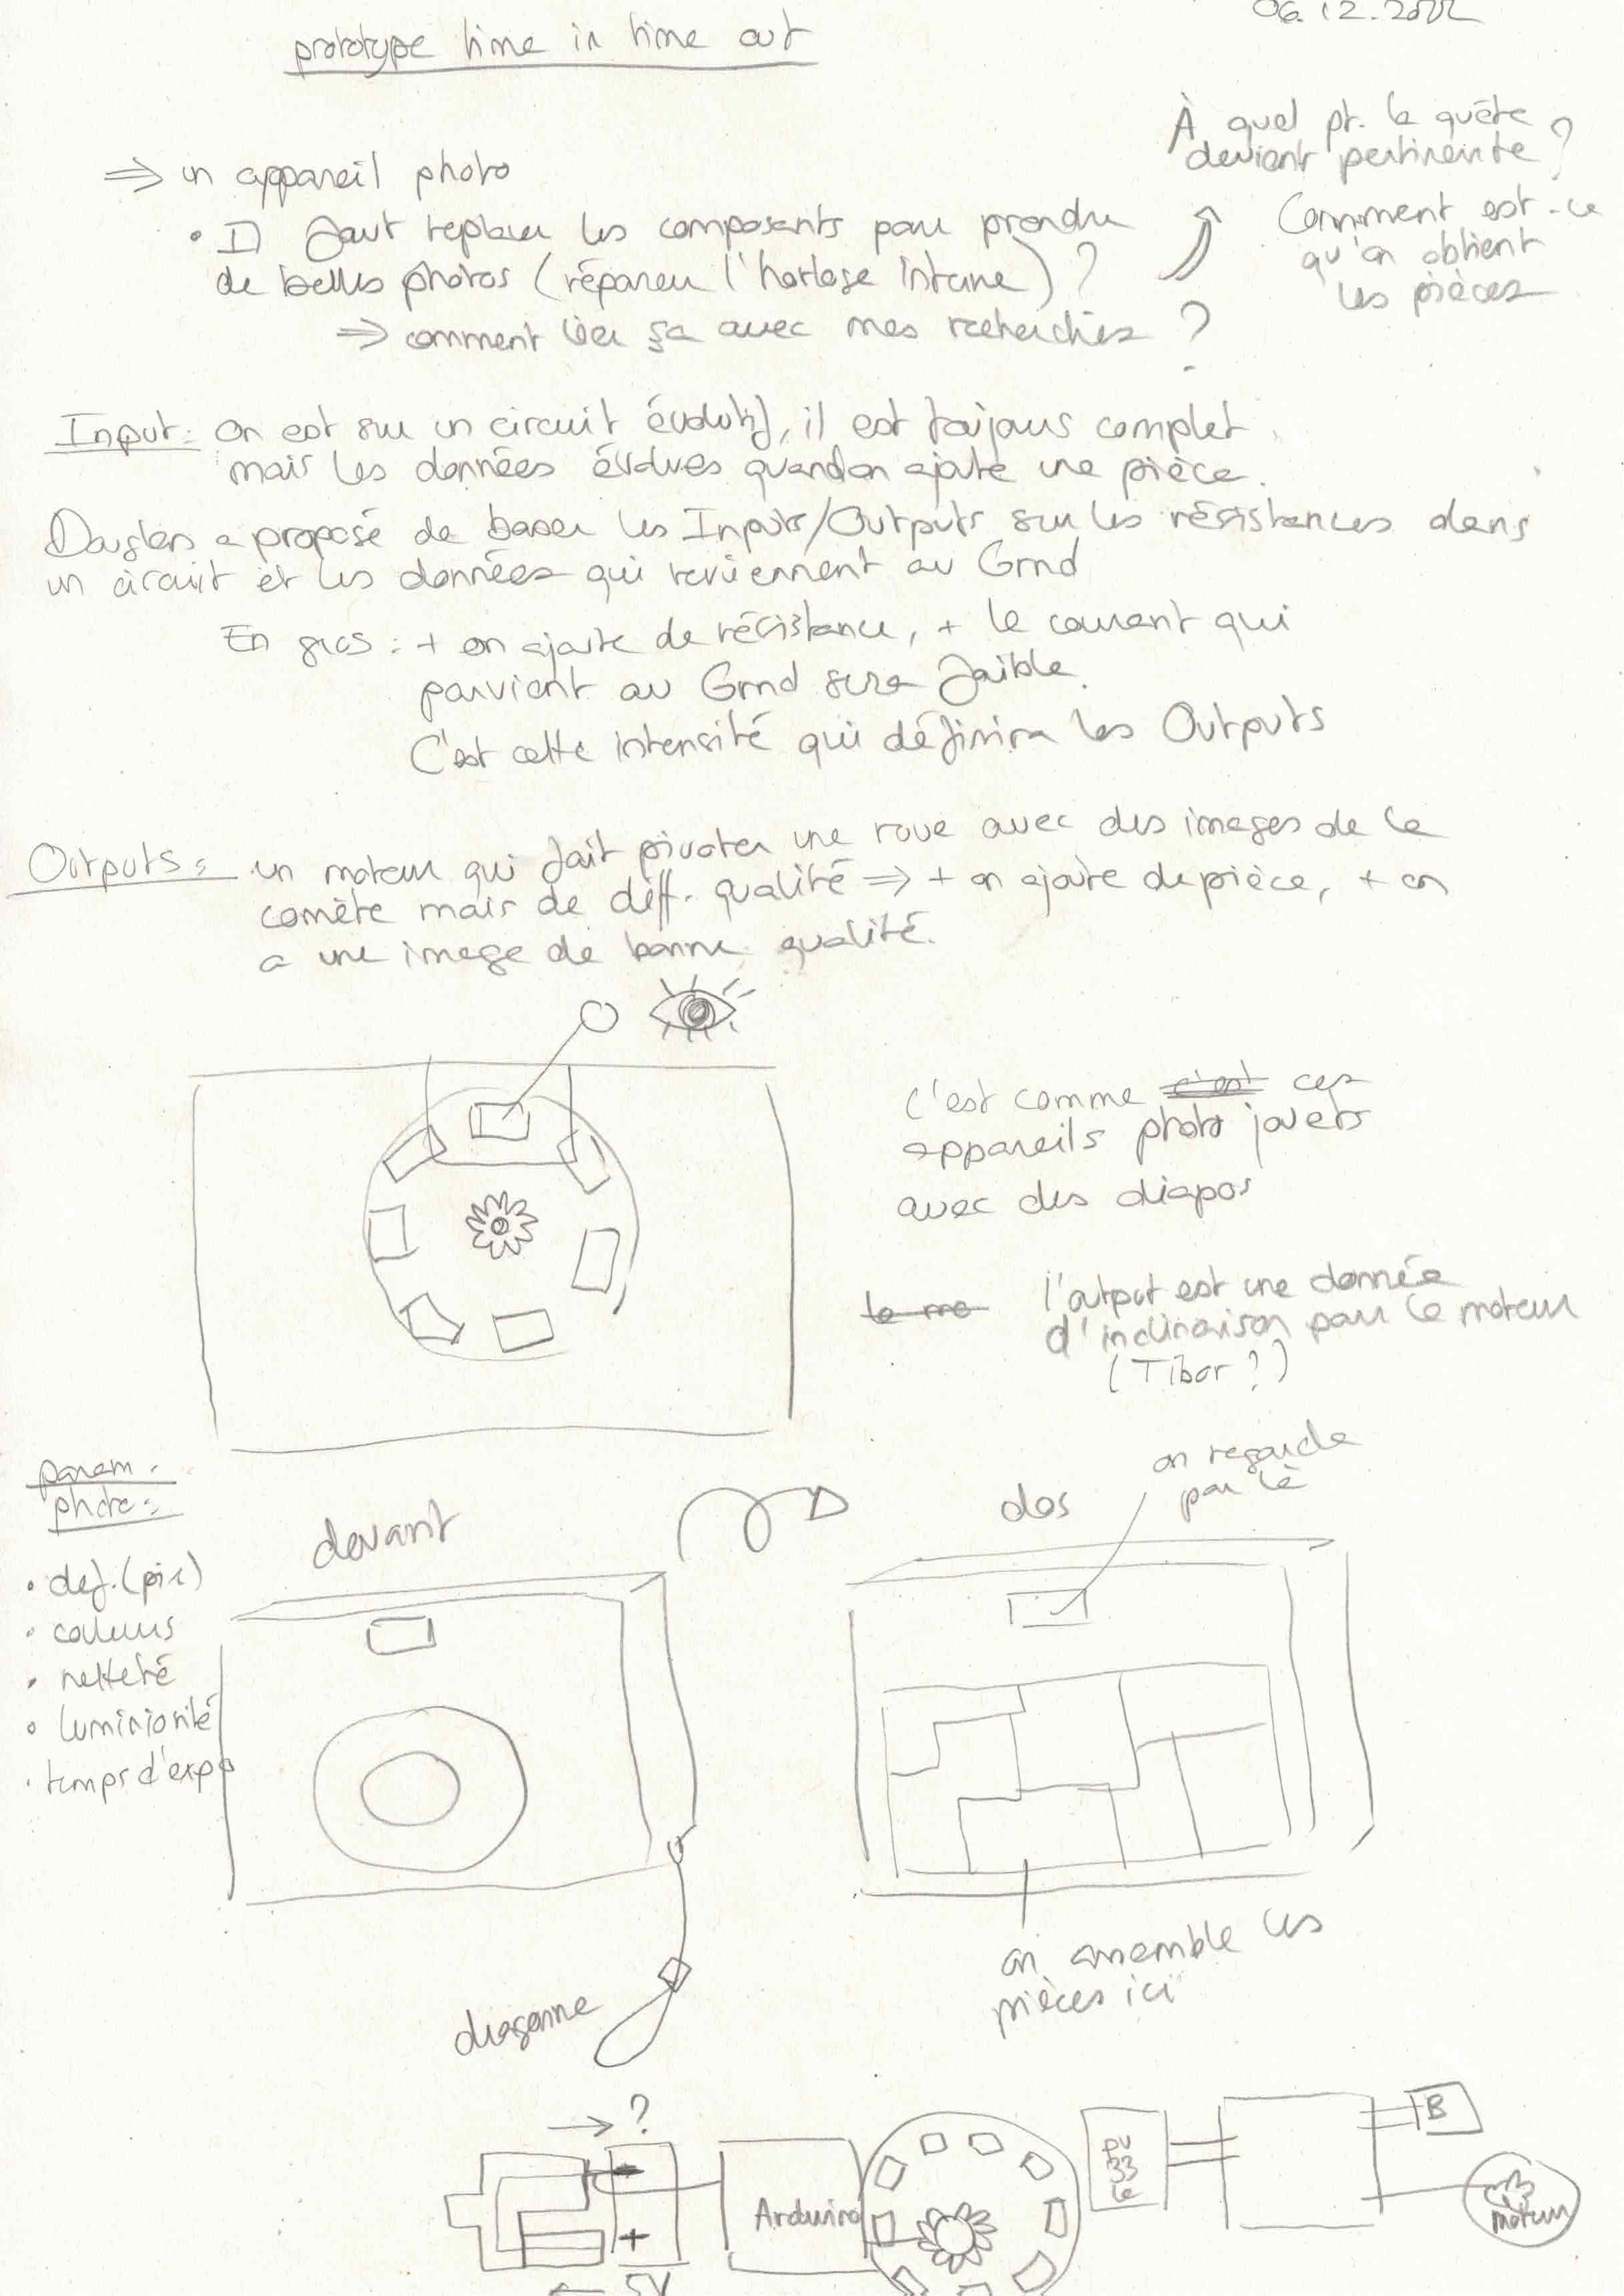 06.12.2022
prototype time in time out
À quel pt. la quête
devient pertinente ?
⇒ un appareil photo
• Il faut replacer les composants pour prendre
de belles photos (réparer l'horloge interne) ?
⇒ comment lier ça avec mes recherches ?
Comment est-ce
qu'on obtient
les pièces
Input : On est sur un circuit évolutif, il est toujours complet
mais les données évolues quand on ajoute une pièce.
Douglas a proposé de baser les Inputs/Outputs sur les résistances dans
un circuit et les données qui reviennent au Grnd
En gros : + on ajoute de résistance, + le courant qui
parvient au Grnd sera faible.
C'est cette intensité qui définira les Outputs
Outputs : un moteur qui fait pivoter une roue avec des images de la
comète mais de diff. qualité ⇒ + on ajoute de pièce, + on
a une image de bonne qualité.
C'est comme c'est ces
appareils photo jouets
avec des diapos
le mo l'output est une donnée
d'inclinaison pour le moteur
(Tibor ?)
param.
photo :
• def. (pix)
• couleurs
• netteté
• luminosité
• temps d'expo
devant
dos
on regarde
par là
dragonne
on assemble les
pièces ici
→ ?
+
← 5V
Arduino
puzzle
B
moteur